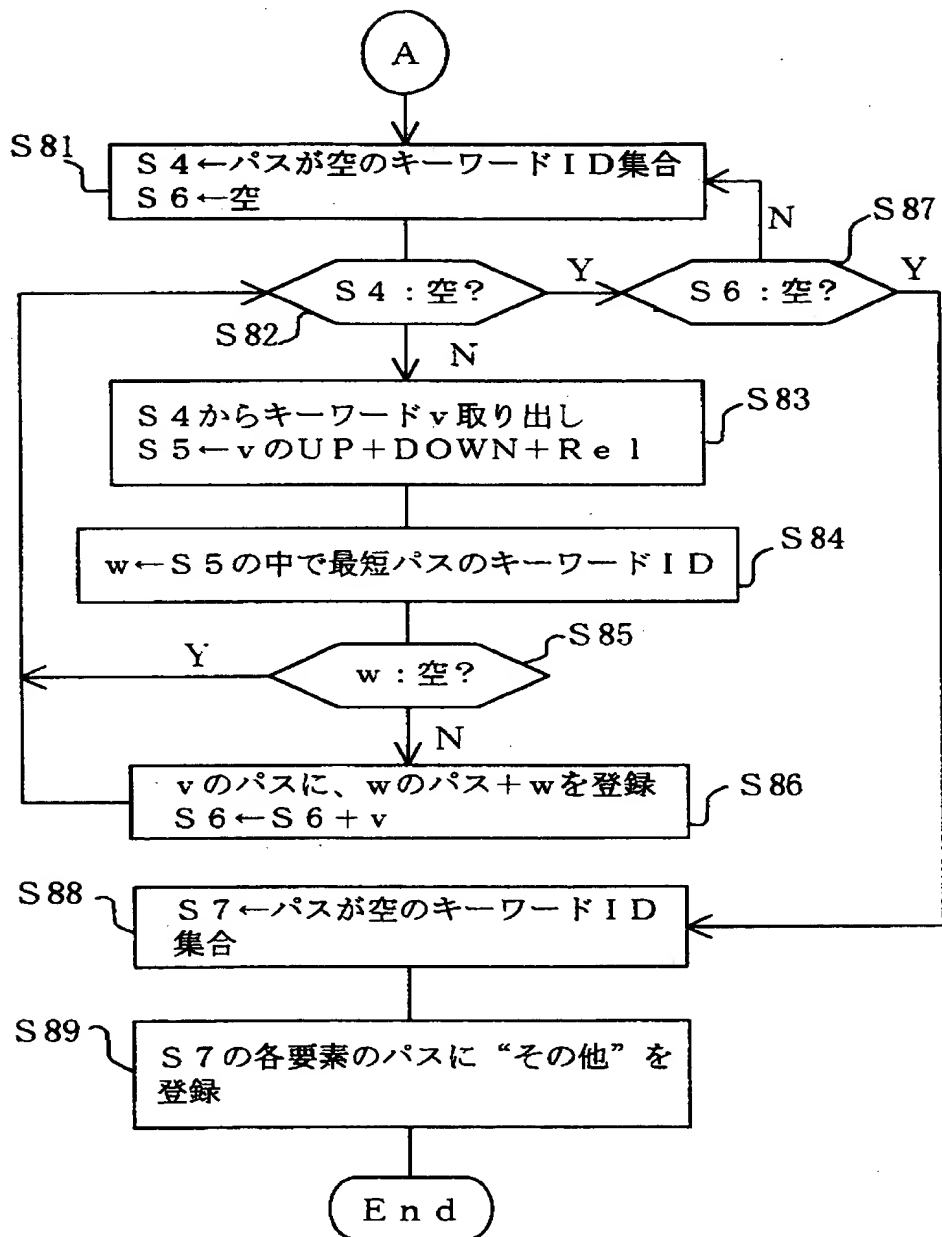 A
S81
S4←パスが空のキーワードID集合
S6←空
N
S87
S4:空?
Y
S6:空?
Y
S82
N
S4からキーワードv取り出し
S5←vのUP+DOWN+Rel
S83
w←S5の中で最短パスのキーワードID
S84
S85
Y
w:空?
N
vのパスに、wのパス+wを登録
S6←S6+v
S86
S88
S7←パスが空のキーワードID
集合
S89
S7の各要素のパスに“その他”を
登録
End